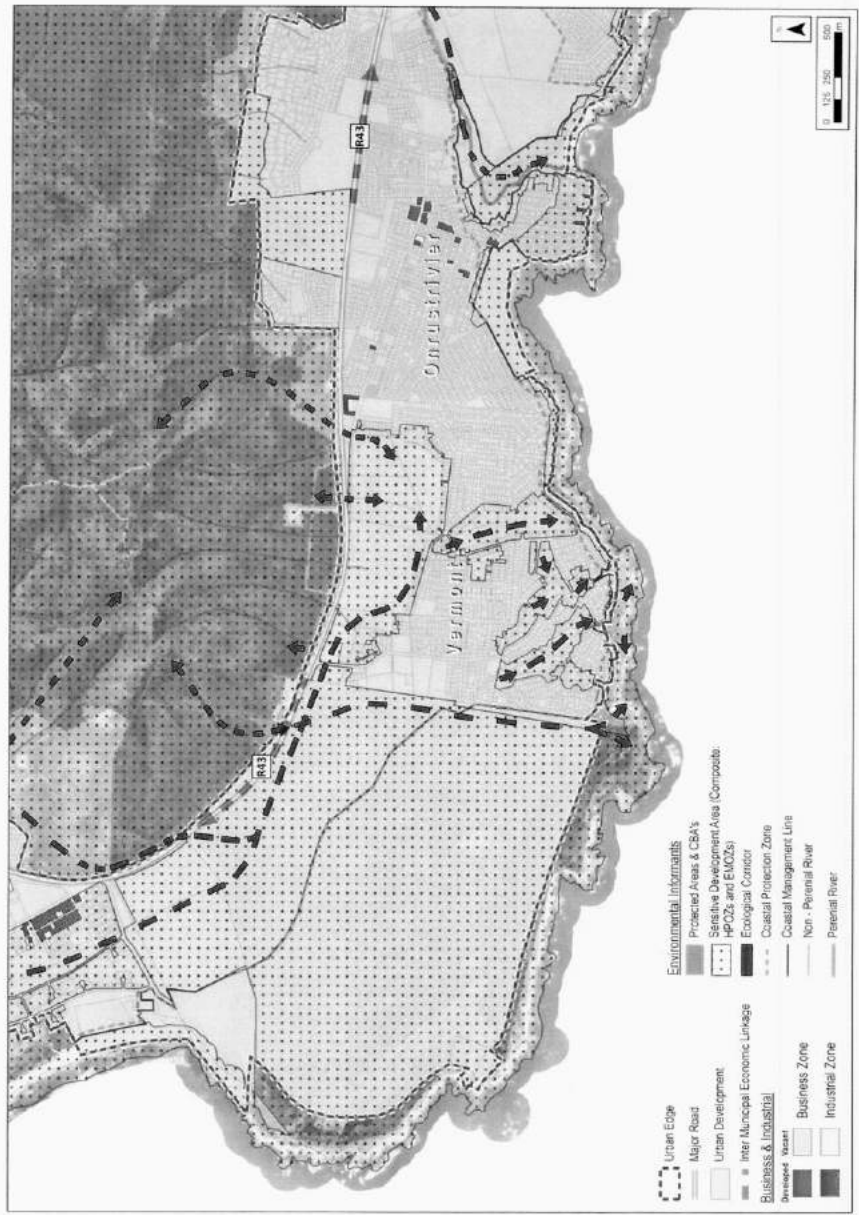 R43
R43
Onrustrivier
Vermont
0 125 250 500
m
Urban Edge
Major Road
Urban Development
Inter Municipal Economic Linkage
Business & Industrial
Developed Vacant
Business Zone
Industrial Zone
Environmental Informants
Protected Areas & CBA's
Sensitive Development Area (Composite:
HPOZs and EMOZs)
Ecological Corridor
Coastal Protection Zone
Coastal Management Line
Non - Perenial River
Perenial River